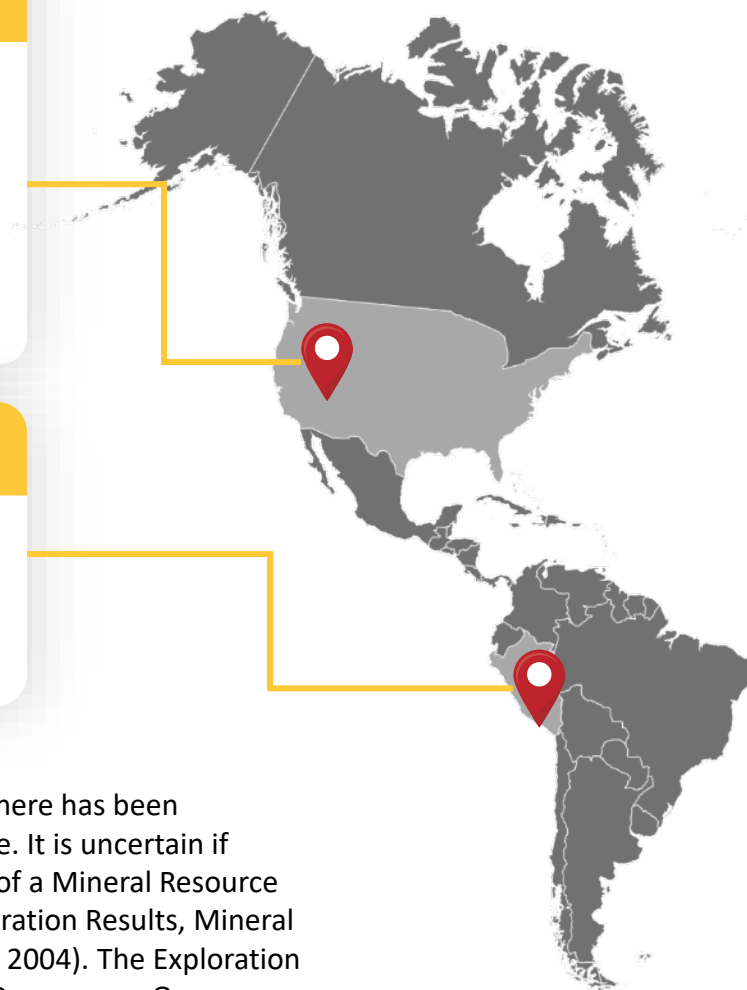 here has been
e. It is uncertain if
of a Mineral Resource
ration Results, Mineral
2004). The Exploration